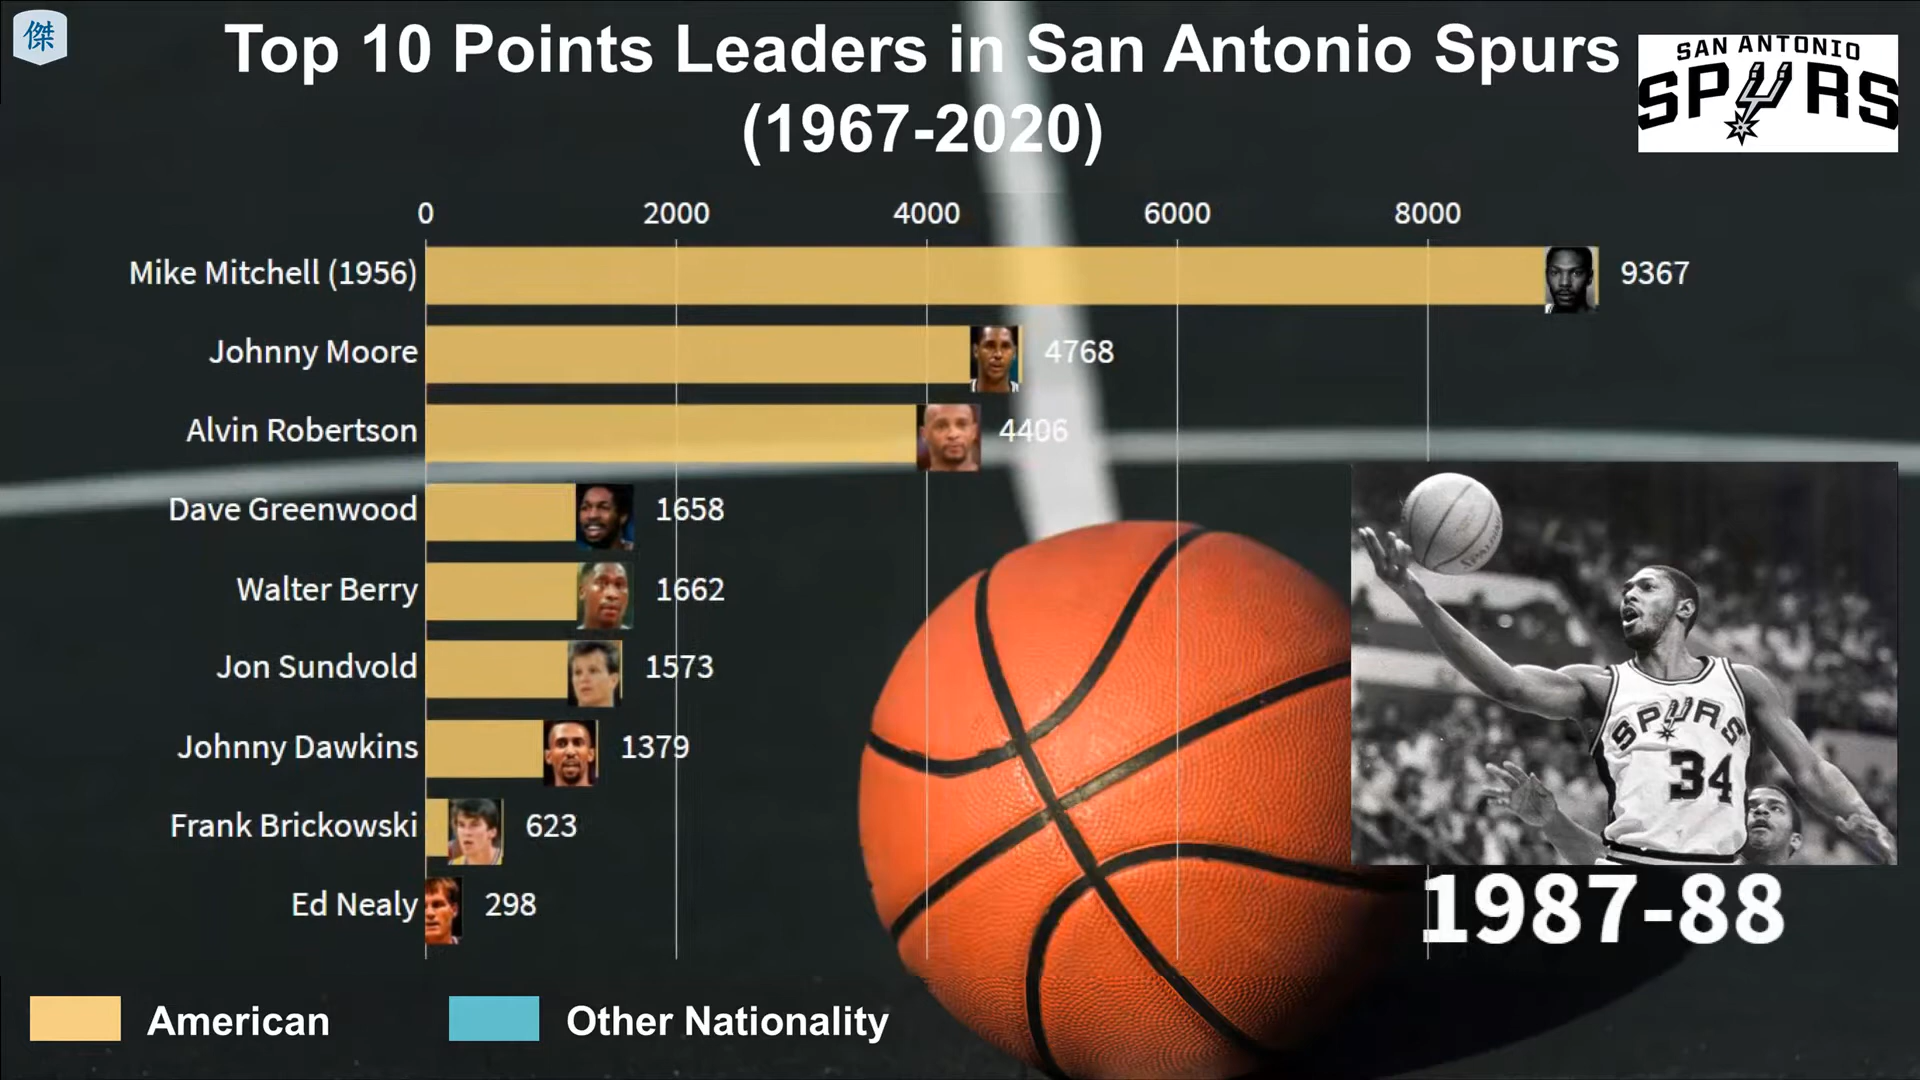 傑
Top 10 Points Leaders in San Antonio Spurs
(1967-2020)
SAN ANTONIO
SPURS
0 2000 4000 6000 8000
Mike Mitchell (1956) 9367
Johnny Moore 4768
Alvin Robertson 4406
Dave Greenwood 1658
Walter Berry 1662
Jon Sundvold 1573
Johnny Dawkins 1379
Frank Brickowski 623
Ed Nealy 298
SPALDING
SPURS
34
1987-88
American Other Nationality